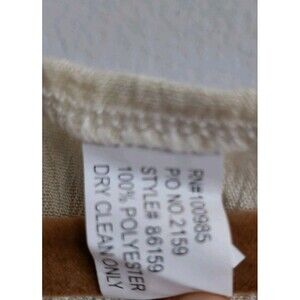 RN#100985
PO NO.2159
STYLE# 86159
100% POLYESTER
DRY CLEAN ONLY